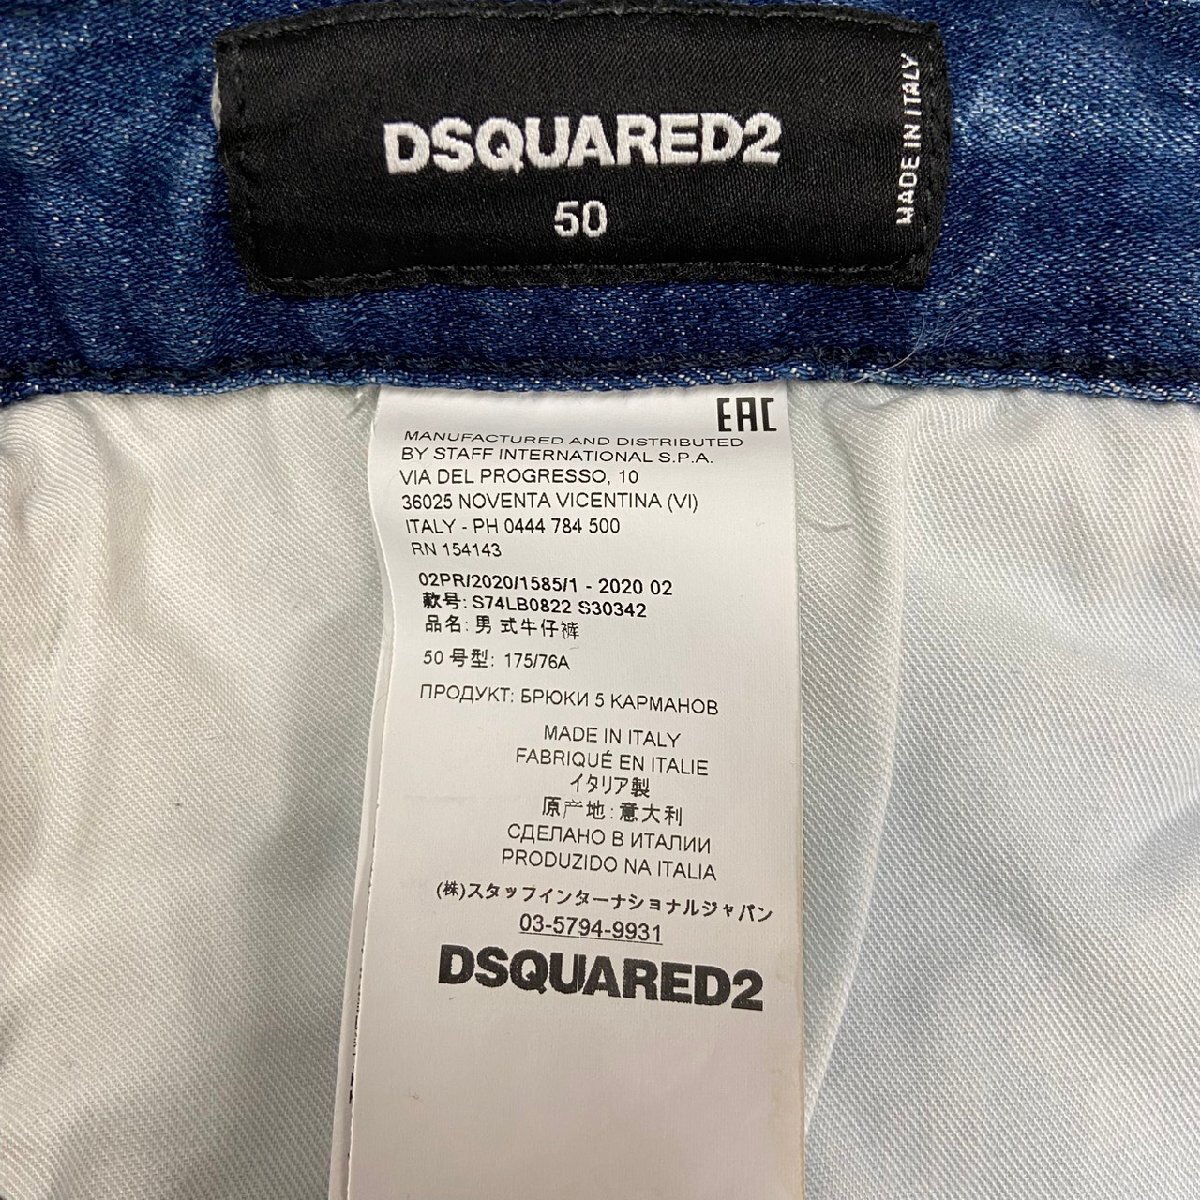 DSQUARED2
50
MADE IN ITALY
EAC
MANUFACTURED AND DISTRIBUTED
BY STAFF INTERNATIONAL S.P.A.
VIA DEL PROGRESSO, 10
36025 NOVENTA VICENTINA (VI)
ITALY - PH 0444 784 500
RN 154143
02PR/2020/1585/1 - 2020 02
款号: S74LB0822 S30342
品名: 男 式牛仔裤
50 号型: 175/76A
ПРОДУКТ: БРЮКИ 5 КАРМАНОВ
MADE IN ITALY
FABRIQUÉ EN ITALIE
イタリア製
原产地: 意大利
СДЕЛАНО В ИТАЛИИ
PRODUZIDO NA ITALIA
(株)スタッフインターナショナルジャパン
03-5794-9931
DSQUARED2